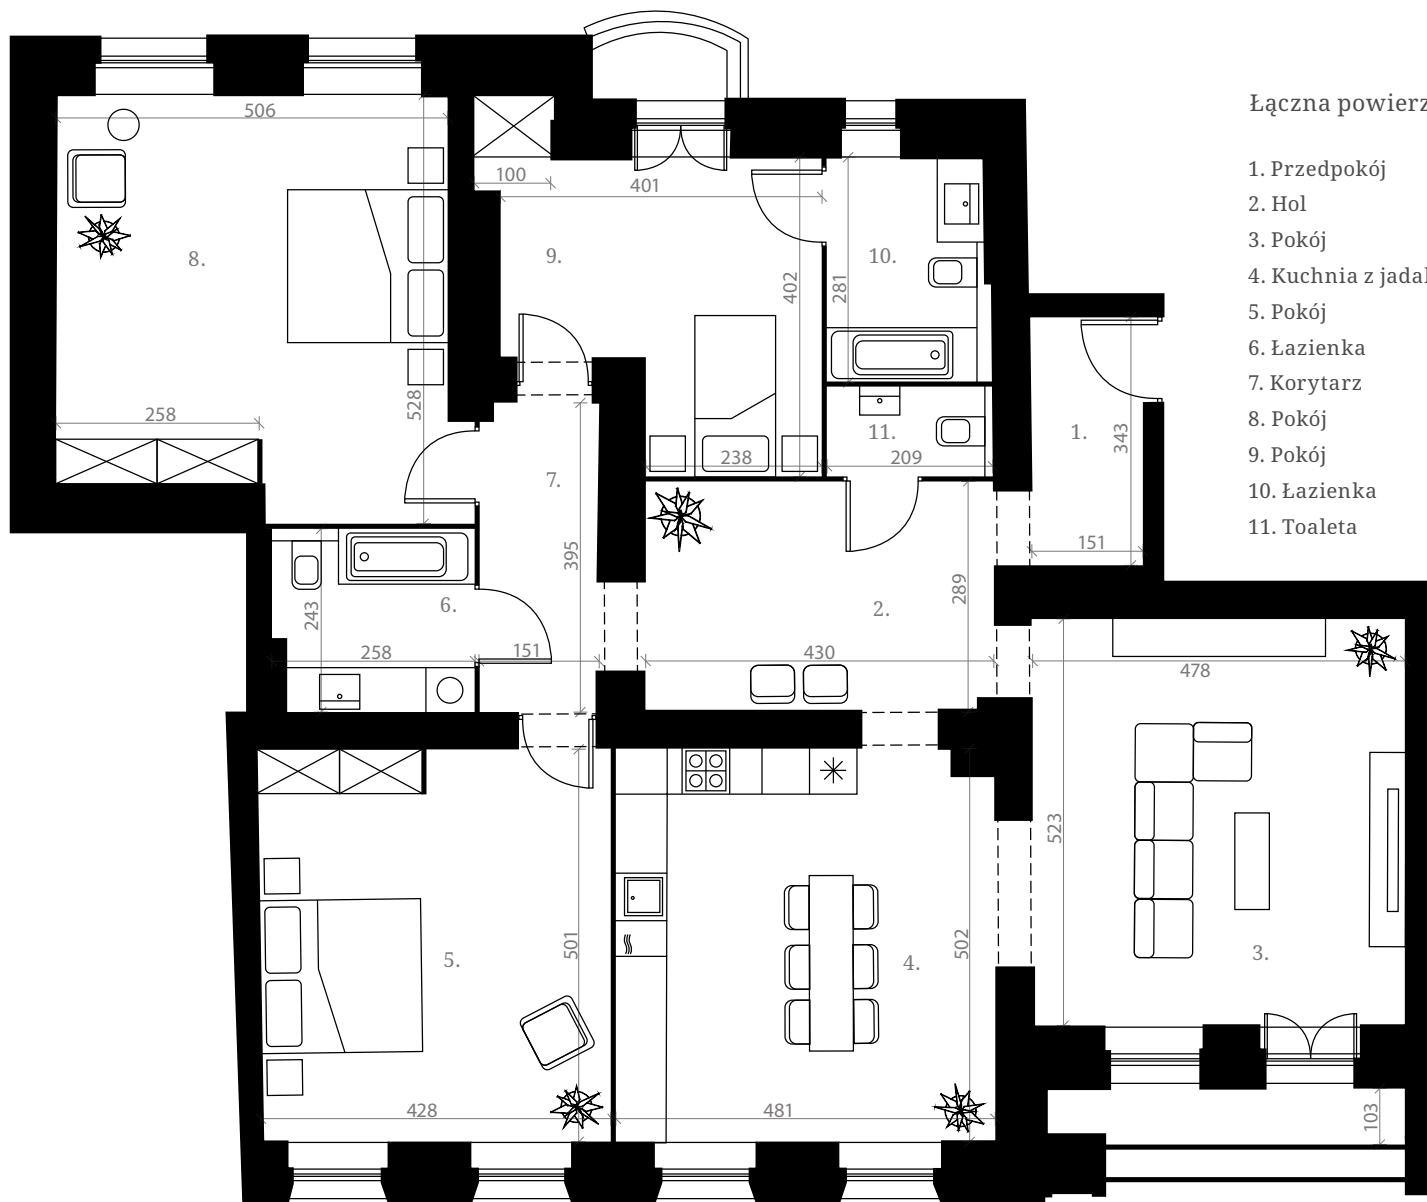 Łączna powierz
1. Przedpokój
2. Hol
3. Pokój
4. Kuchnia z jadal
5. Pokój
6. Łazienka
7. Korytarz
8. Pokój
9. Pokój
10. Łazienka
11. Toaleta
506
100
401
8.
9.
10.
402
281
258
528
238
11.
209
1.
343
7.
395
151
289
2.
6.
243
258
151
430
478
523
5.
501
4.
502
3.
428
481
103